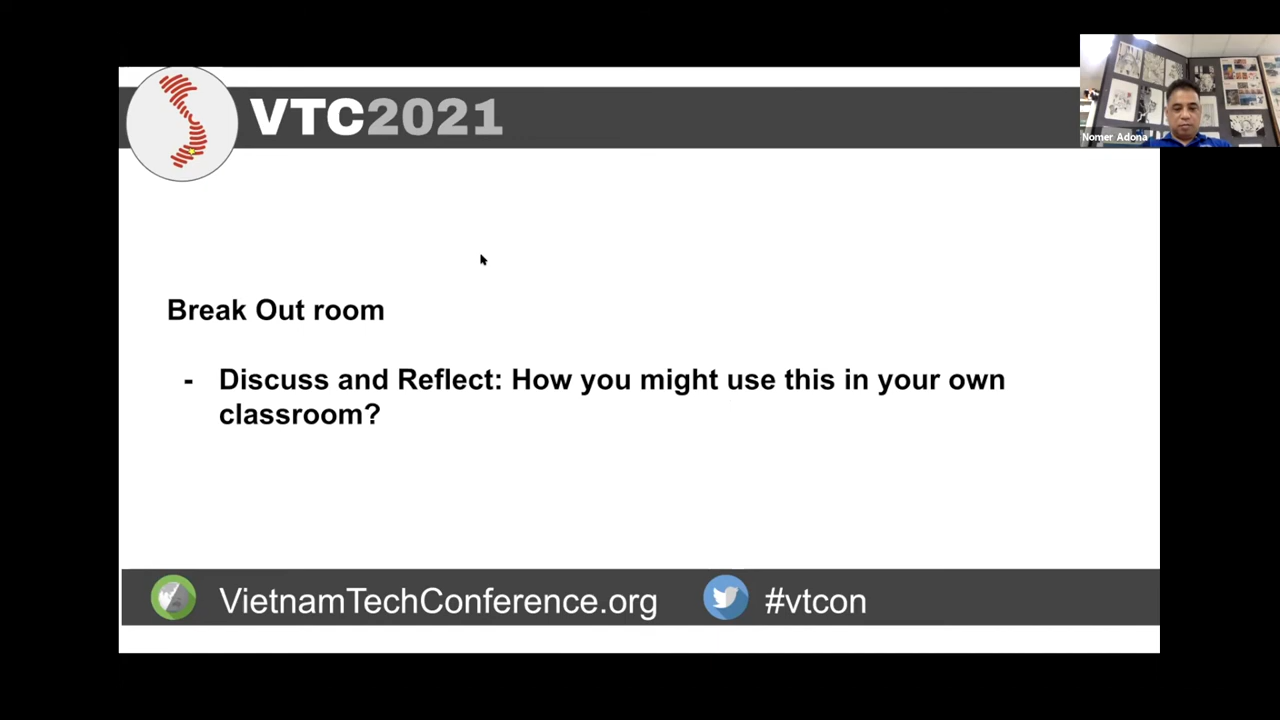 VTC2021
Nomer Adona
Break Out room
- Discuss and Reflect: How you might use this in your own
classroom?
VietnamTechConference.org
#vtcon